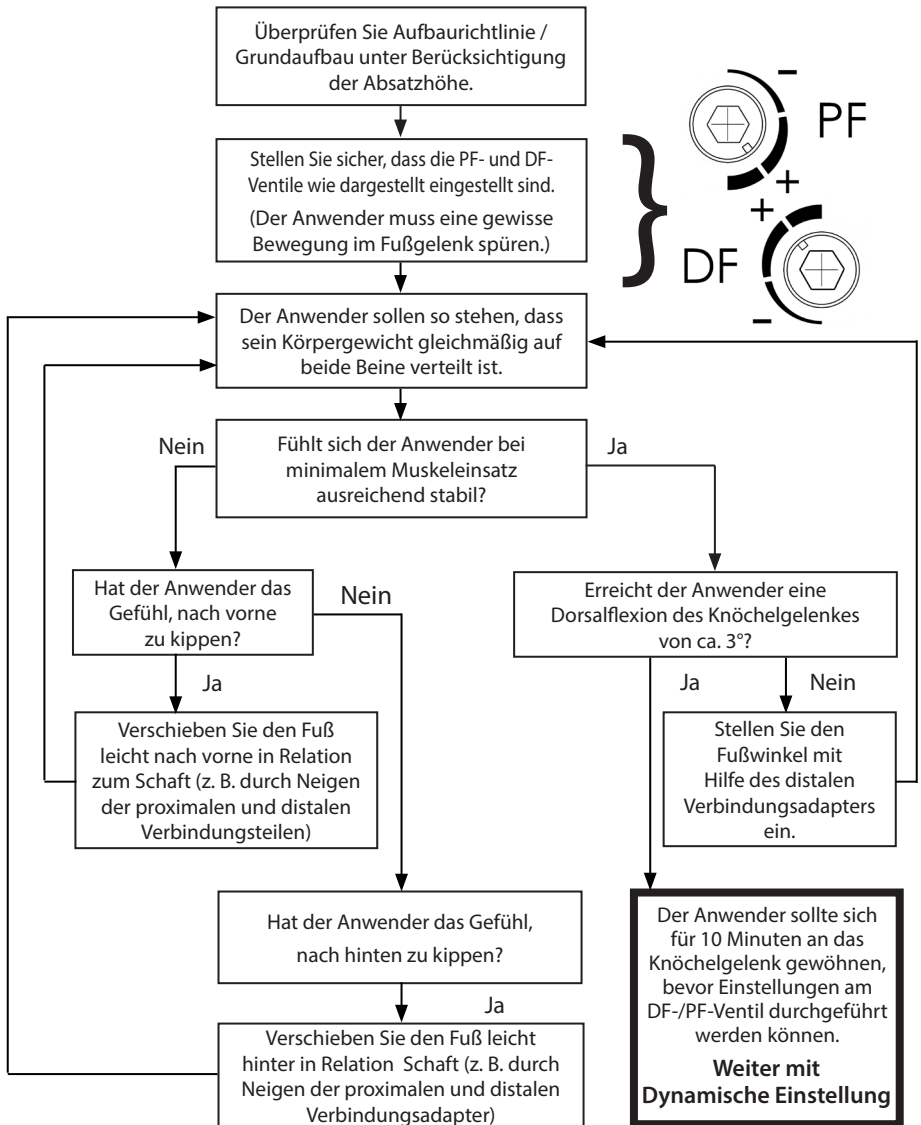 Überprüfen Sie Aufbaurichtlinie /
Grundaufbau unter Berücksichtigung
der Absatzhöhe.
Stellen Sie sicher, dass die PF- und DF-
Ventile wie dargestellt eingestellt sind.
(Der Anwender muss eine gewisse
Bewegung im Fußgelenk spüren.)
-
PF
+
+
DF
-
Der Anwender sollen so stehen, dass
sein Körpergewicht gleichmäßig auf
beide Beine verteilt ist.
Nein
Fühlt sich der Anwender bei
minimalem Muskeleinsatz
ausreichend stabil?
Ja
Hat der Anwender das
Gefühl, nach vorne
zu kippen?
Nein
Ja
Erreicht der Anwender eine
Dorsalflexion des Knöchelgelenkes
von ca. 3°?
Ja
Nein
Verschieben Sie den Fuß
leicht nach vorne in Relation
zum Schaft (z. B. durch Neigen
der proximalen und distalen
Verbindungsteilen)
Stellen Sie den
Fußwinkel mit
Hilfe des distalen
Verbindungsadapters
ein.
Hat der Anwender das Gefühl,
nach hinten zu kippen?
Ja
Verschieben Sie den Fuß leicht
hinter in Relation Schaft (z. B. durch
Neigen der proximalen und distalen
Verbindungsadapter)
Der Anwender sollte sich
für 10 Minuten an das
Knöchelgelenk gewöhnen,
bevor Einstellungen am
DF-/PF-Ventil durchgeführt
werden können.
Weiter mit
Dynamische Einstellung